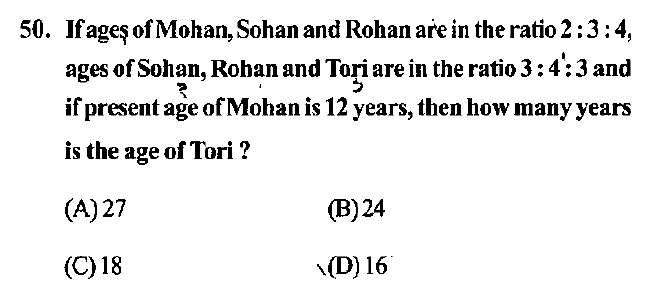 50. If ages of Mohan, Sohan and Rohan are in the ratio 2 : 3 : 4,
ages of Sohan, Rohan and Tori are in the ratio 3 : 4 : 3 and
if present age of Mohan is 12 years, then how many years
is the age of Tori ?
(A) 27 (B) 24
(C) 18 (D) 16